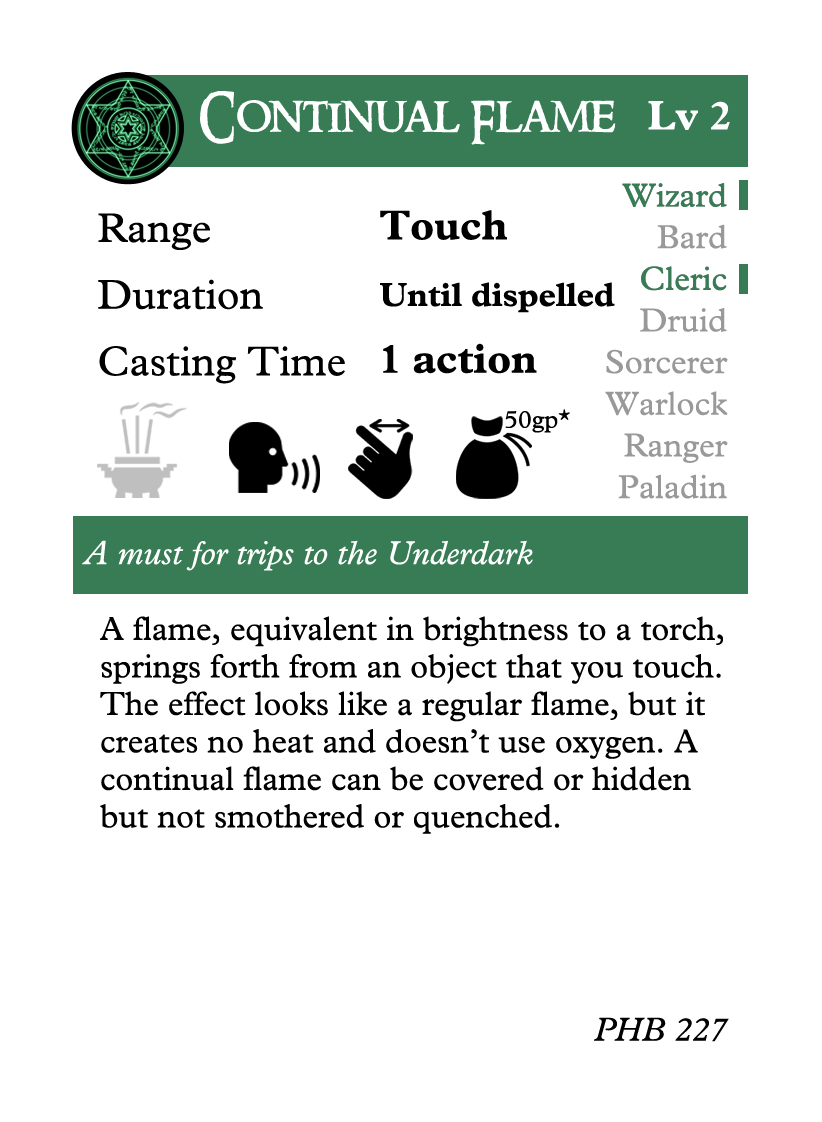 CONTINUAL FLAME Lv 2
Wizard
Bard
Cleric
Druid
Sorcerer
Warlock
Ranger
Paladin
Range Touch
Duration Until dispelled
Casting Time 1 action
50gp★
A must for trips to the Underdark
A flame, equivalent in brightness to a torch,
springs forth from an object that you touch.
The effect looks like a regular flame, but it
creates no heat and doesn’t use oxygen. A
continual flame can be covered or hidden
but not smothered or quenched.
PHB 227